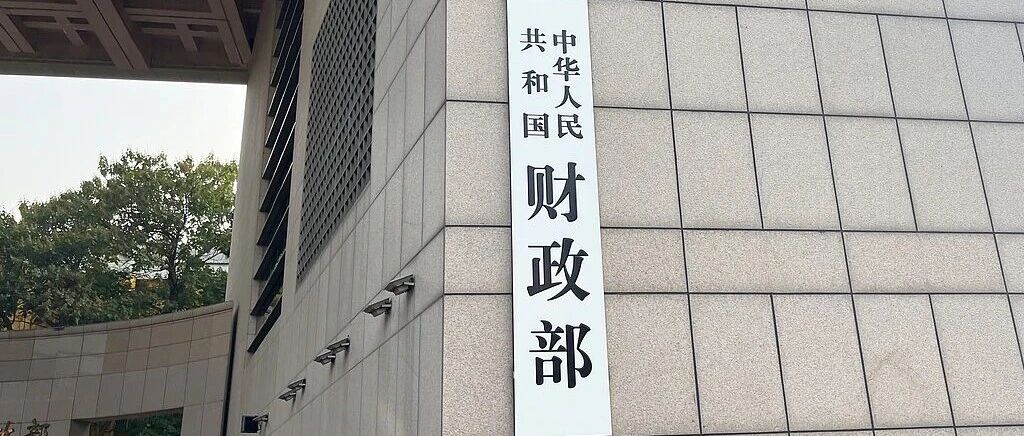 中华人民
共和国
财政部